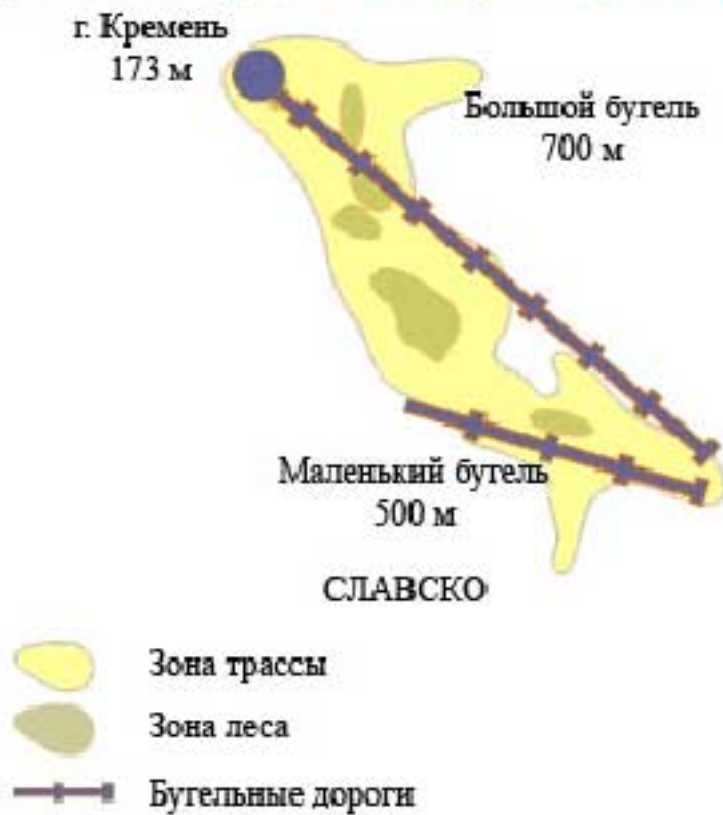 г. Кремень
173 м
Большой бугель
700 м
Маленький бугель
500 м
СЛАВСКО
Зона трассы
Зона леса
Бугельные дороги